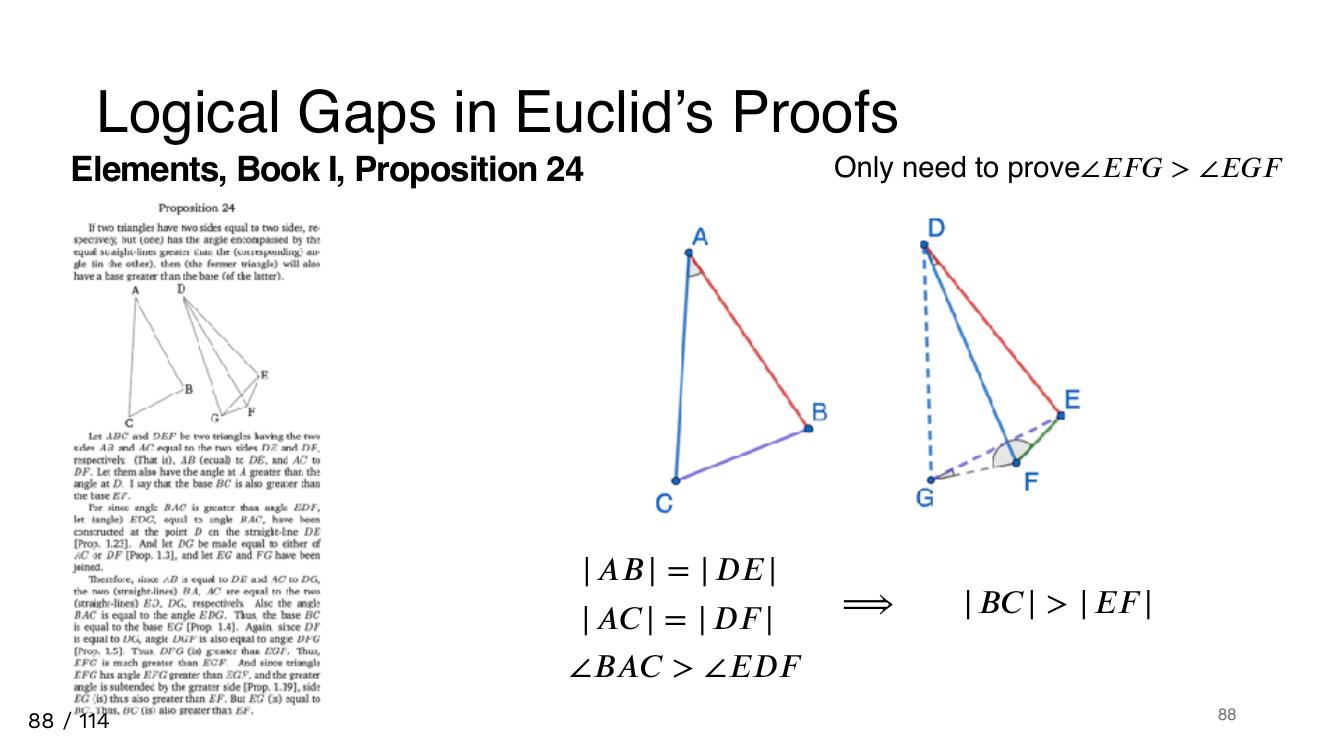 Logical Gaps in Euclid’s Proofs
Elements, Book I, Proposition 24
Only need to prove∠EFG > ∠EGF
Proposition 24
If two triangles have two sides equal to two sides, re-
spectively, but (one) has the angle encompassed by the
equal straight-lines greater than the (corresponding) an-
gle (in the other), then (the former triangle) will also
have a base greater than the base (of the latter).
A D
E
B
G F
C
Let ABC and DEF be two triangles having the two
sides AB and AC equal to the two sides DE and DF,
respectively. (That is), AB (equal) to DE, and AC to
DF. Let them also have the angle at A greater than the
angle at D. I say that the base BC is also greater than
the base EF.
For since angle BAC is greater than angle EDF,
let (angle) EDG, equal to angle BAC, have been
constructed at the point D on the straight-line DE
[Prop. 1.23]. And let DG be made equal to either of
AC or DF [Prop. 1.3], and let EG and FG have been
joined.
Therefore, since AB is equal to DE and AC to DG,
the two (straight-lines) BA, AC are equal to the two
(straight-lines) ED, DG, respectively. Also the angle
BAC is equal to the angle EDG. Thus, the base BC
is equal to the base EG [Prop. 1.4]. Again, since DF
is equal to DG, angle DGF is also equal to angle DFG
[Prop. 1.5]. Thus, DFG (is) greater than EGF. Thus,
EFG is much greater than EGF. And since triangle
EFG has angle EFG greater than EGF, and the greater
angle is subtended by the greater side [Prop. 1.19], side
EG (is) thus also greater than EF. But EG (is) equal to
BC. Thus, BC (is) also greater than EF.
A
B
C
D
E
F
G
|AB| = |DE|
|AC| = |DF|
∠BAC > ∠EDF
⟹ |BC| > |EF|
88 / 114
88